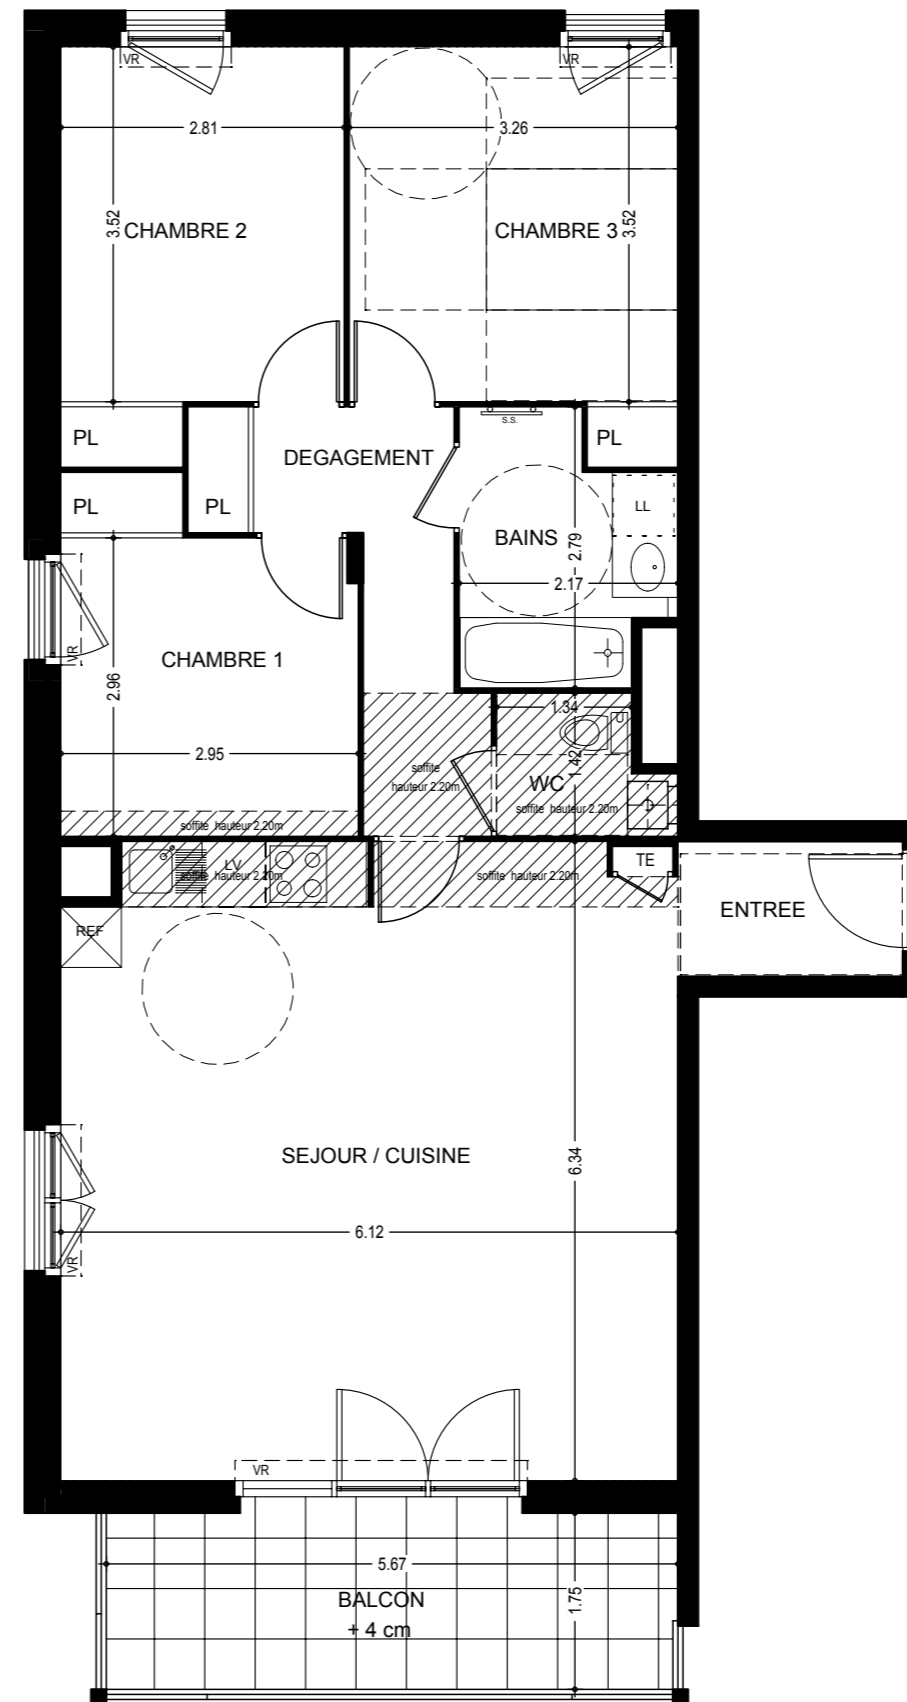 VR
VR
2.81
3.26
3.52
CHAMBRE 2
CHAMBRE 3
3.52
PL
PL
S.S.
DEGAGEMENT
PL
PL
LL
BAINS
2.79
2.17
VR
CHAMBRE 1
2.96
2.95
1.34
soffite
hauteur 2.20m
WC
1.42
soffite hauteur 2.20m
soffite hauteur 2.20m
LV
soffite hauteur 2.20m
soffite hauteur 2.20m
TE
ENTREE
REF
SEJOUR / CUISINE
6.34
6.12
VR
VR
5.67
BALCON
+ 4 cm
1.75